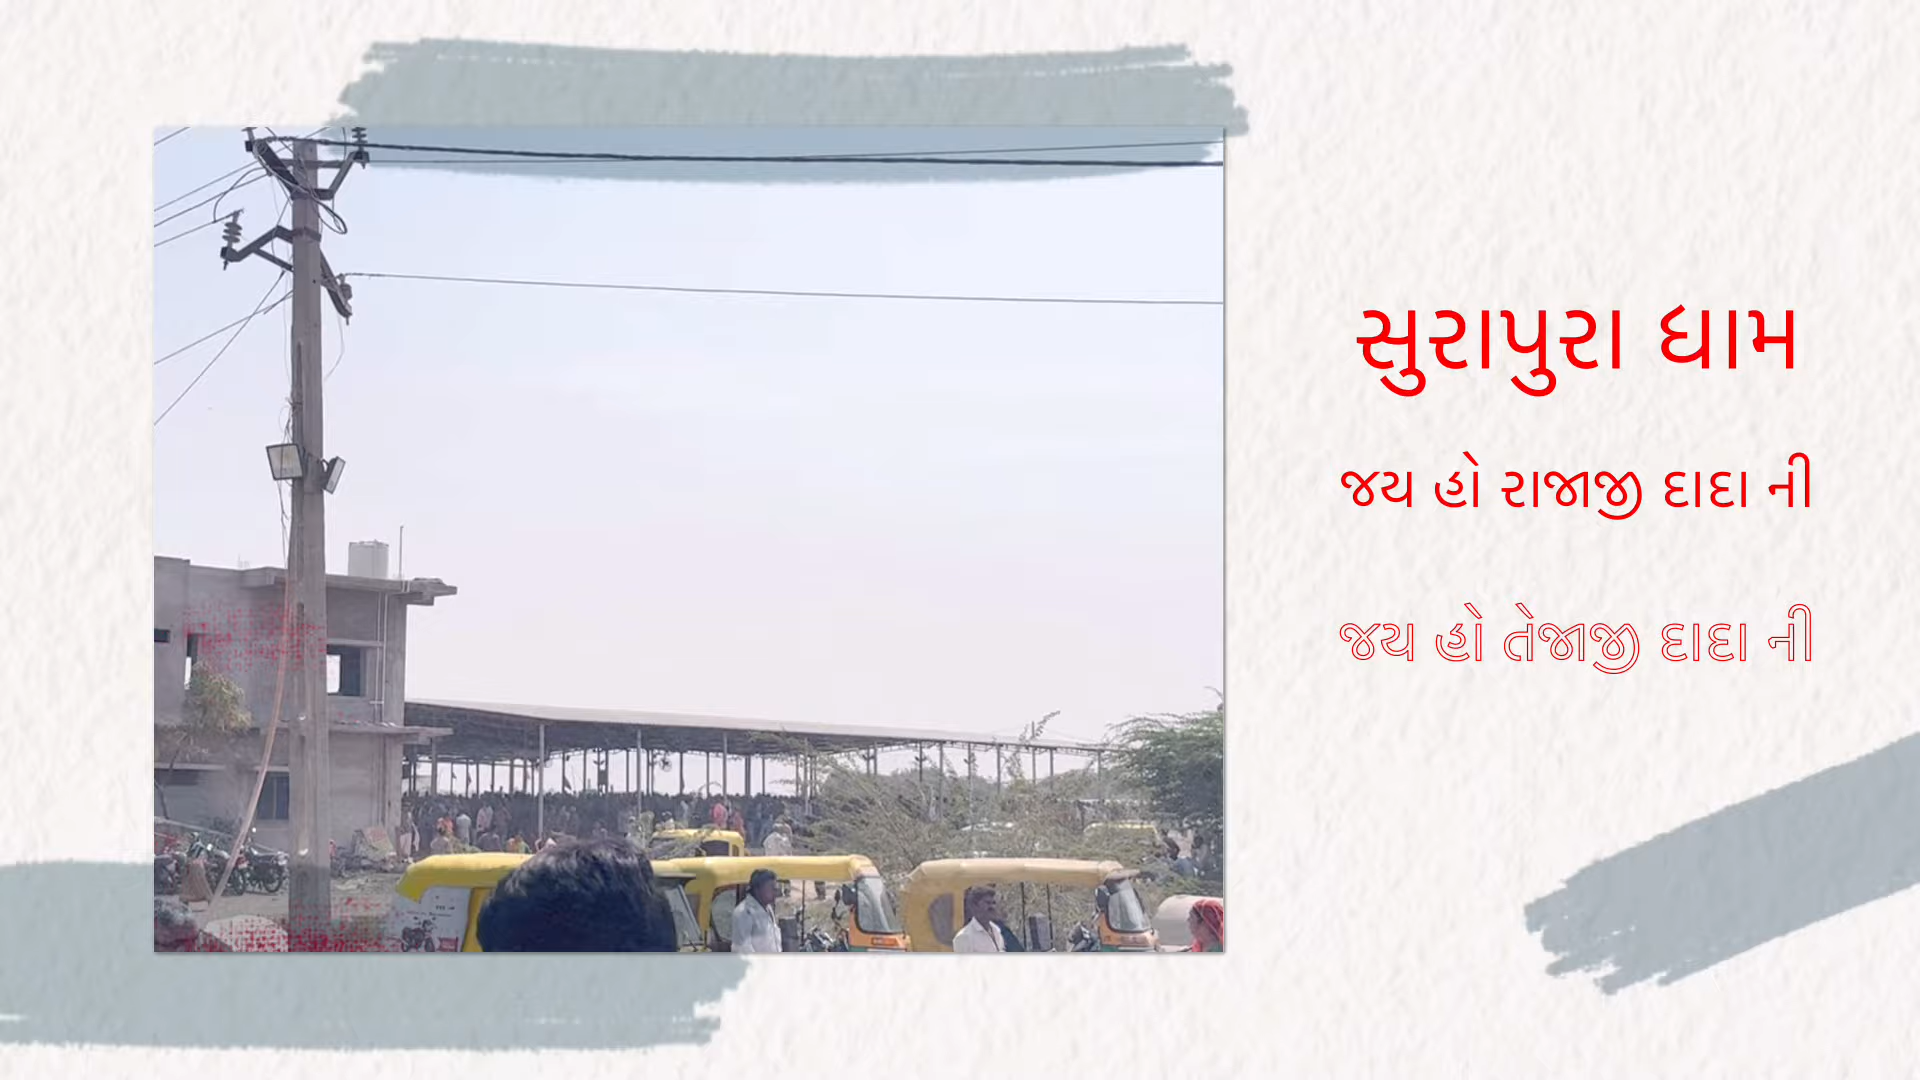 સુરાપુરા ધામ
જય હો રાજાજી દાદા ની
જય હો તેજાજી દાદા ની